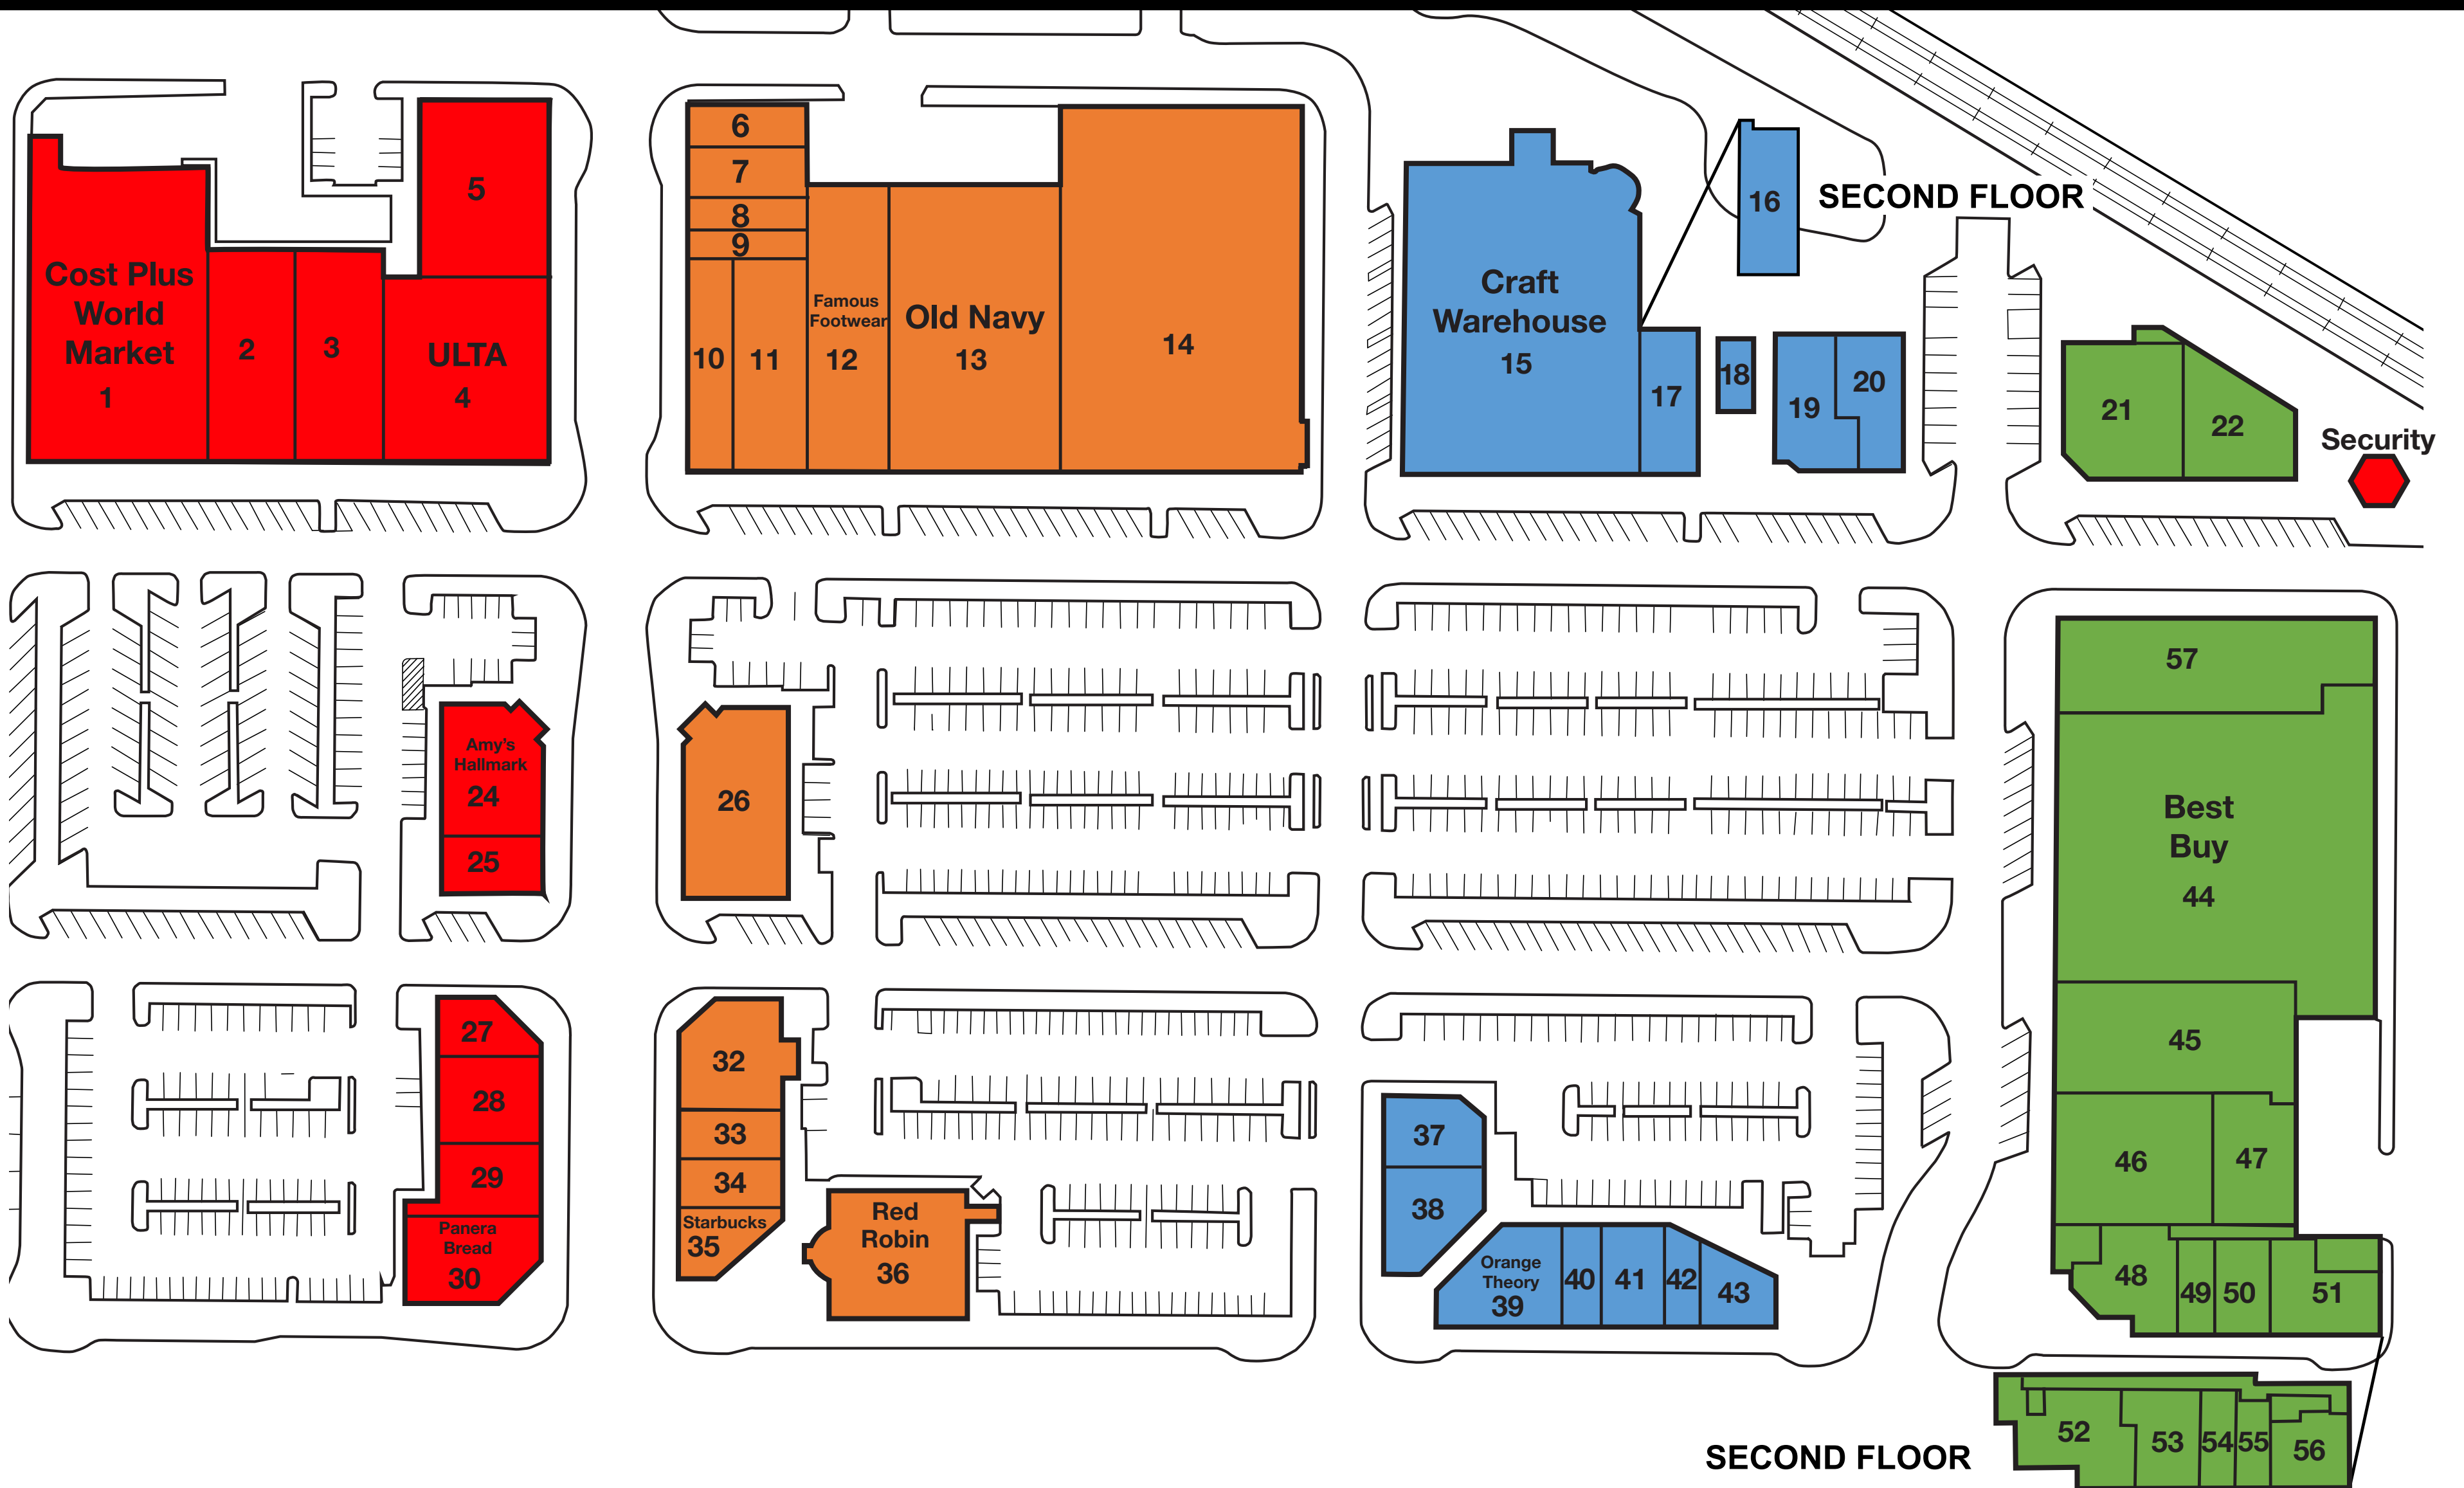 Cost Plus
World
Market
1
2
3
ULTA
4
5
6
7
8
9
10
11
Famous
Footwear
12
Old Navy
13
14
Craft
Warehouse
15
16
SECOND FLOOR
17
18
19
20
21
22
Security
Amy's
Hallmark
24
25
26
27
28
29
Panera
Bread
30
32
33
34
Starbucks
35
Red
Robin
36
37
38
Orange
Theory
39
40
41
42
43
57
Best
Buy
44
45
46
47
48
49
50
51
SECOND FLOOR
52
53
54
55
56